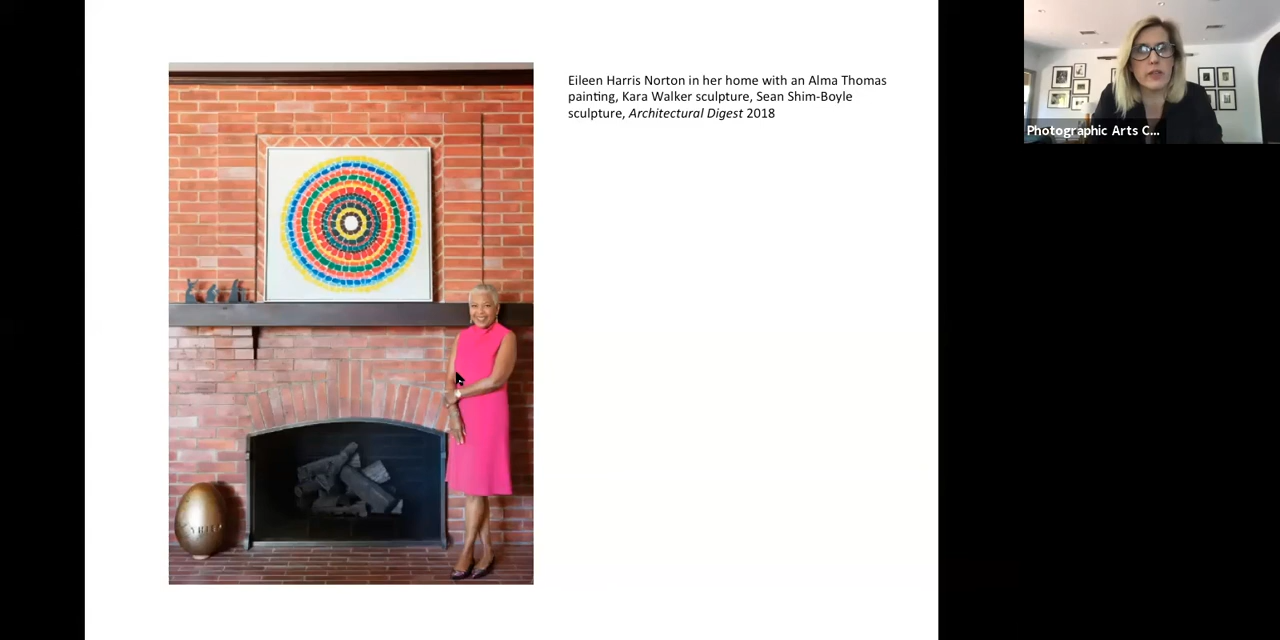 Eileen Harris Norton in her home with an Alma Thomas
painting, Kara Walker sculpture, Sean Shim-Boyle
sculpture, Architectural Digest 2018
Photographic Arts C...